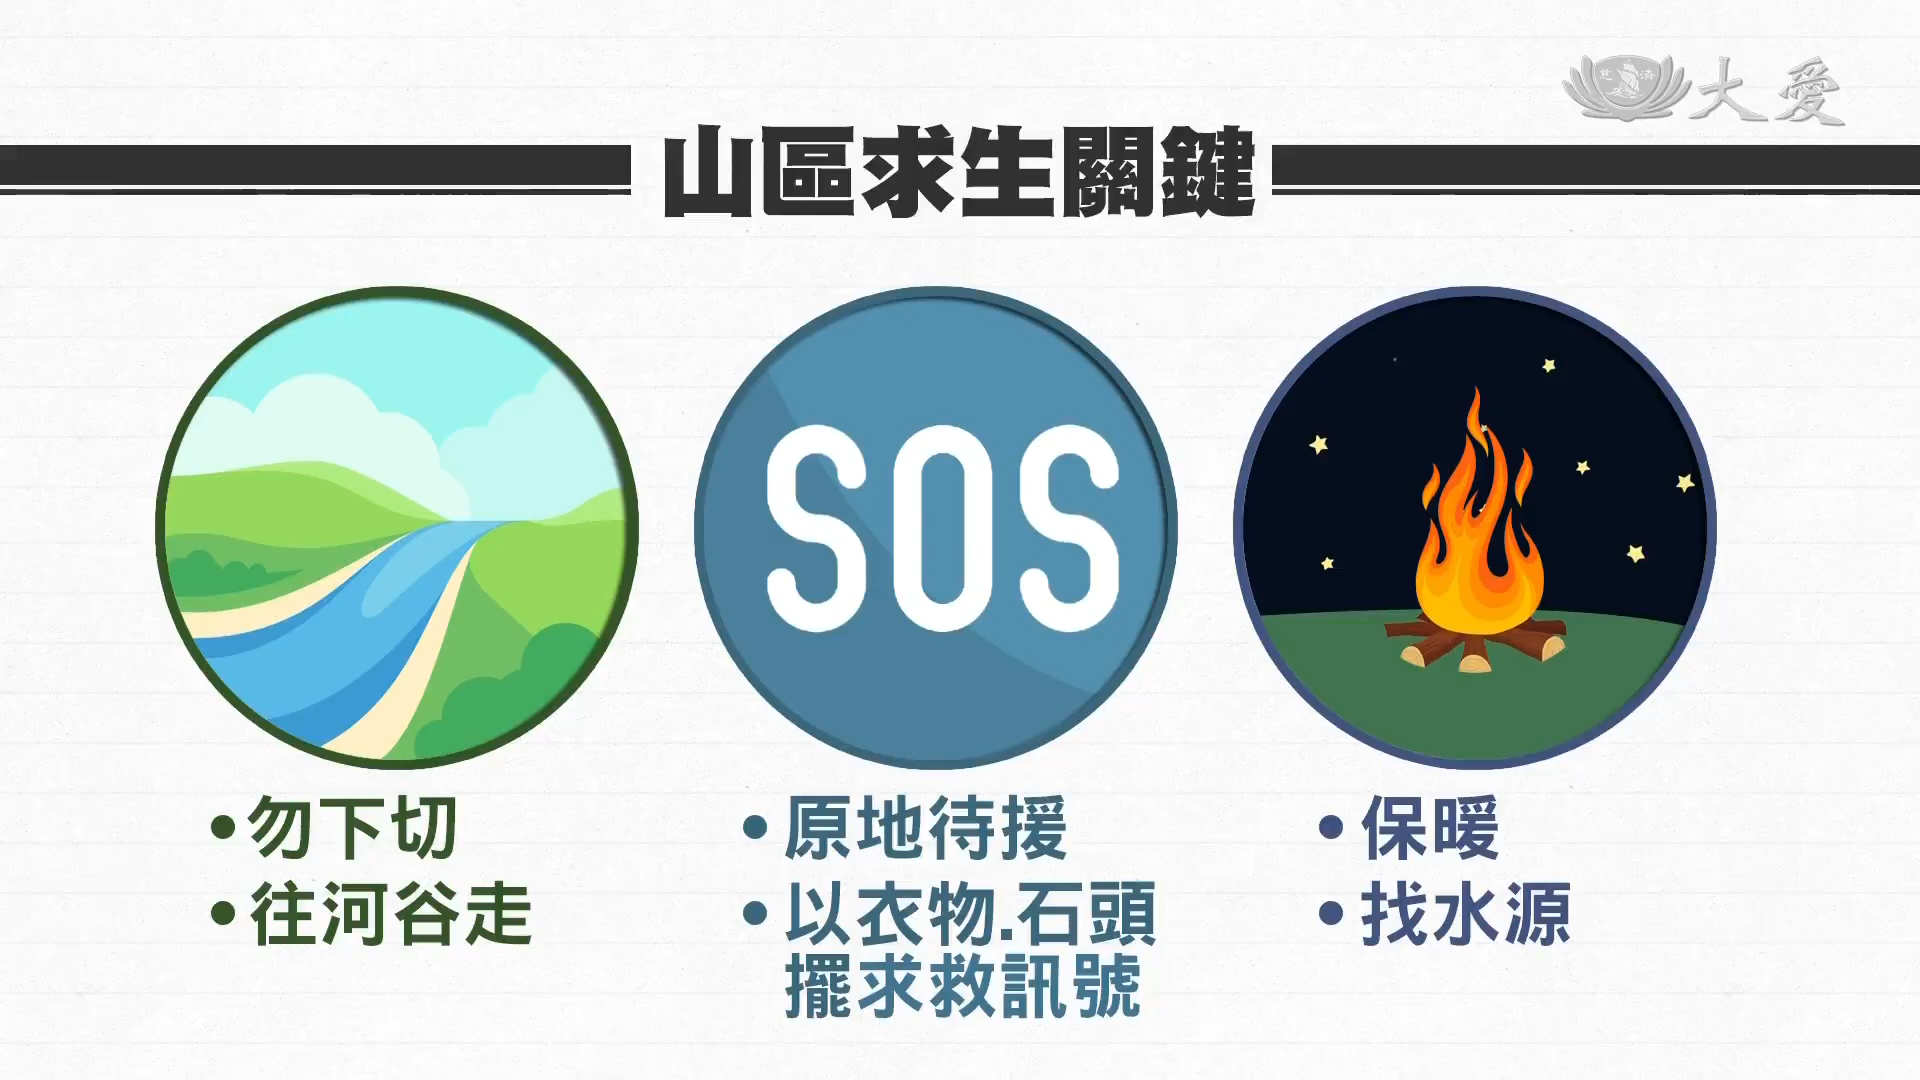 大愛
山區求生關鍵
SOS
•勿下切
•往河谷走
•原地待援
•以衣物.石頭
擺求救訊號
•保暖
•找水源